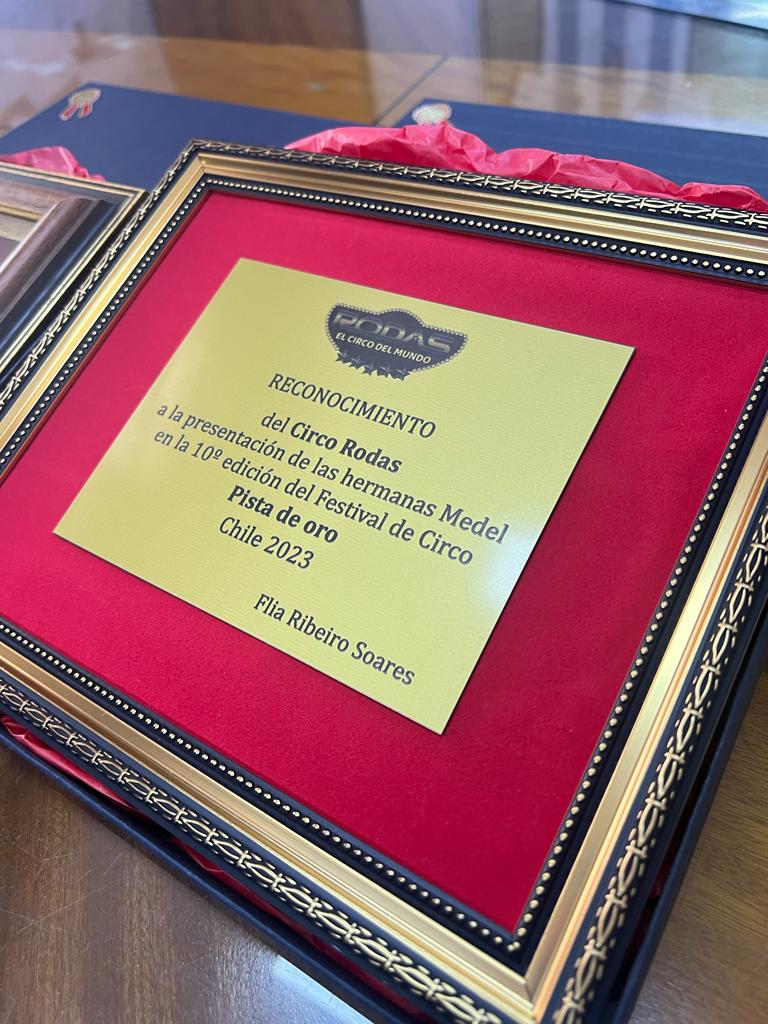 RODAS
EL CIRCO DEL MUNDO
RECONOCIMIENTO
del Circo Rodas
a la presentación de las hermanas Medel
en la 10º edición del Festival de Circo
Pista de oro
Chile 2023
Flia Ribeiro Soares